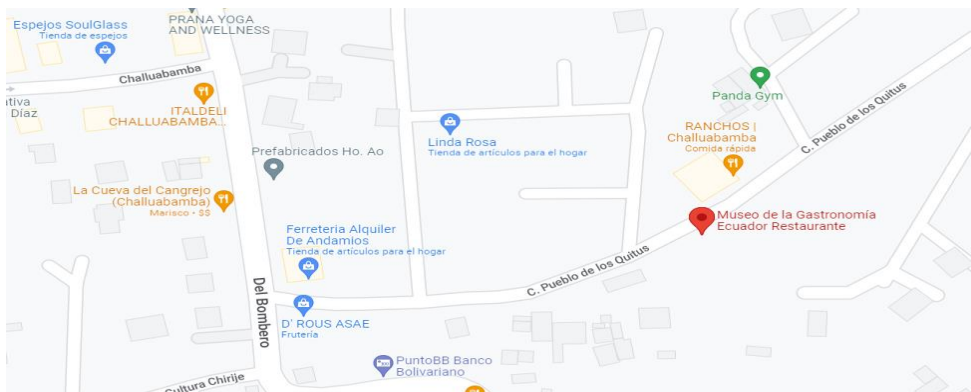 PRANA YOGA
AND WELLNESS
Espejos SoulGlass
Tienda de espejos
Challuabamba
ITALDELI
CHALLUABAMBA...
Díaz
Panda Gym
C. Pueblo de los Quitus
RANCHOS |
Challuabamba
Comida rápida
Linda Rosa
Tienda de artículos para el hogar
Prefabricados Ho. Ao
La Cueva del Cangrejo
(Challuabamba)
Marisco • $$
Museo de la Gastronomía
Ecuador Restaurante
Ferreteria Alquiler
De Andamios
Tienda de artículos para el hogar
C. Pueblo de los Quitus
Del Bombero
D' ROUS ASAE
Frutería
PuntoBB Banco
Bolivariano
Cultura Chirije